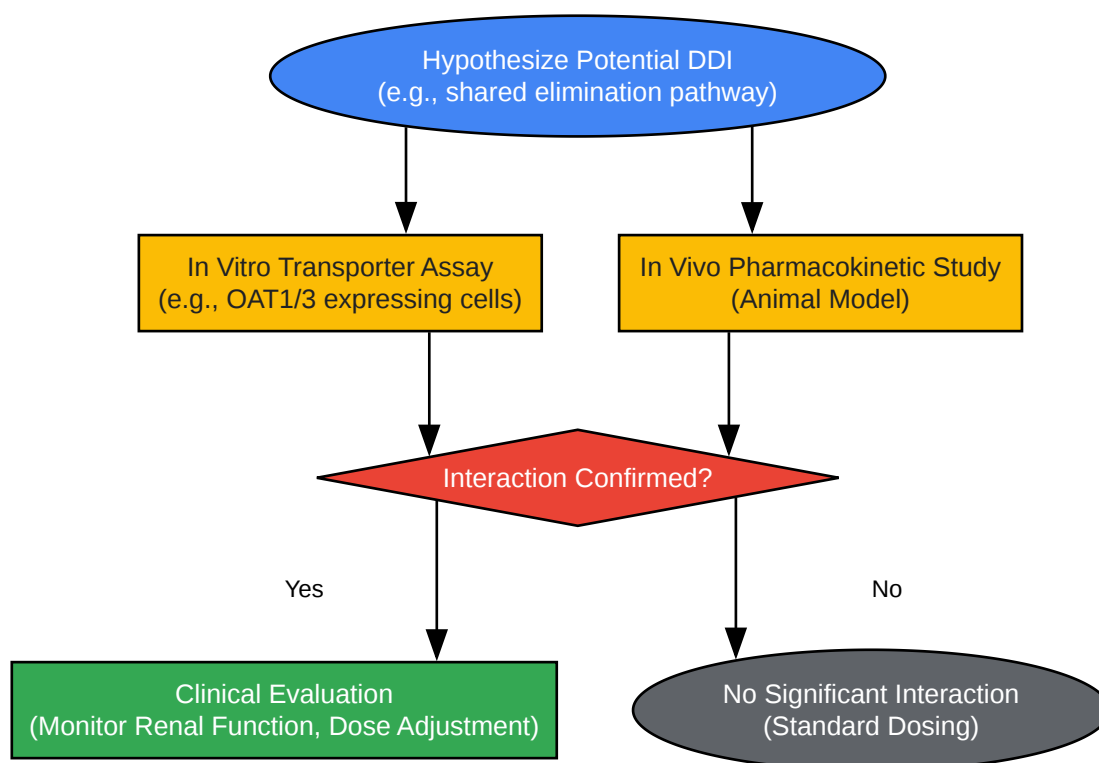 Hypothesize Potential DDI
(e.g., shared elimination pathway)
In Vitro Transporter Assay
(e.g., OAT1/3 expressing cells)
In Vivo Pharmacokinetic Study
(Animal Model)
Interaction Confirmed?
Yes
No
Clinical Evaluation
(Monitor Renal Function, Dose Adjustment)
No Significant Interaction
(Standard Dosing)